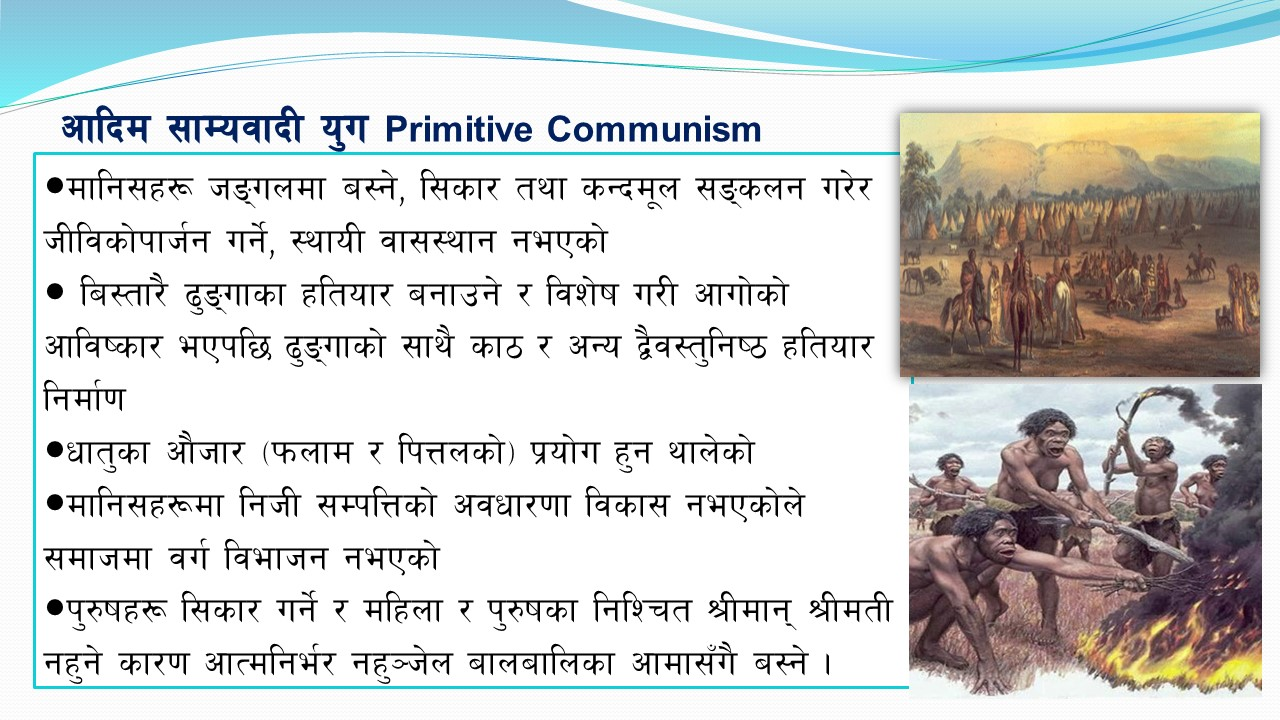 आदिम साम्यवादी युग Primitive Communism
●मानिसहरू जङ्गलमा बस्ने, सिकार तथा कन्दमूल सङ्कलन गरेर
जीविकोपार्जन गर्ने, स्थायी वासस्थान नभएको
● बिस्तारै ढुङ्गाका हतियार बनाउने र विशेष गरी आगोको
आविष्कार भएपछि ढुङ्गाको साथै काठ र अन्य द्वैवस्तुनिष्ठ हतियार
निर्माण
●धातुका औजार (फलाम र पित्तलको) प्रयोग हुन थालेको
●मानिसहरूमा निजी सम्पत्तिको अवधारणा विकास नभएकोले
समाजमा वर्ग विभाजन नभएको
●पुरुषहरू सिकार गर्ने र महिला र पुरुषका निश्चित श्रीमान् श्रीमती
नहुने कारण आत्मनिर्भर नहुञ्जेल बालबालिका आमासँगै बस्ने ।